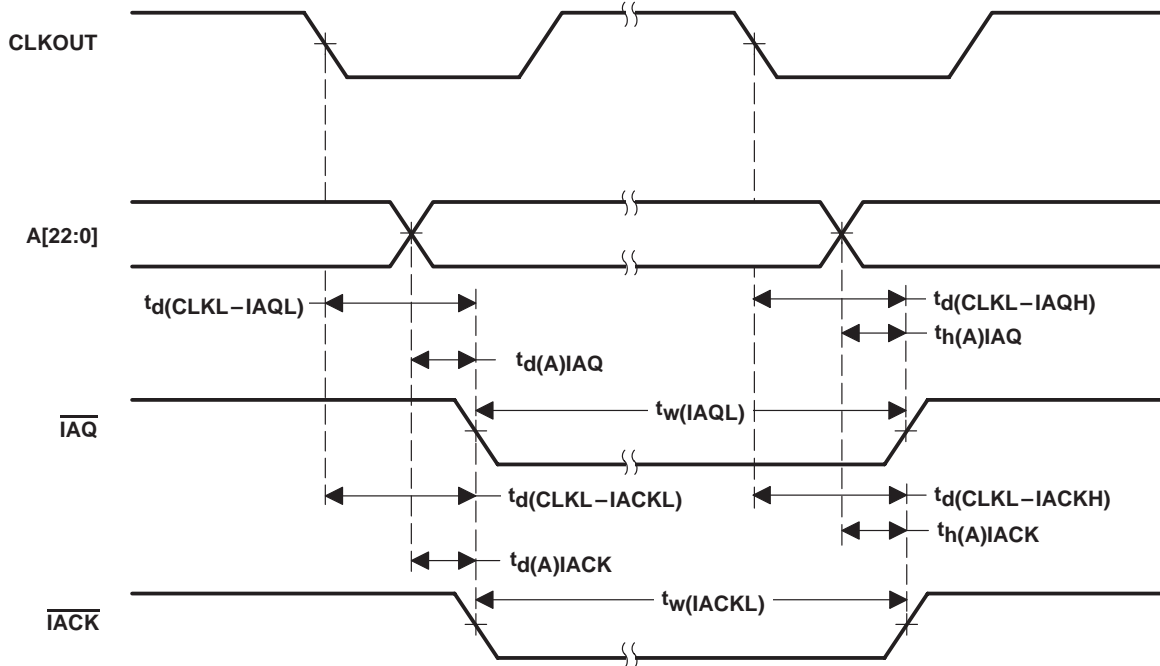 CLKOUT
A[22:0]
td(CLKL–IAQL)
td(CLKL–IAQH)
th(A)IAQ
td(A)IAQ
tw(IAQL)
IAQ
td(CLKL–IACKL)
td(CLKL–IACKH)
th(A)IACK
td(A)IACK
tw(IACKL)
IACK